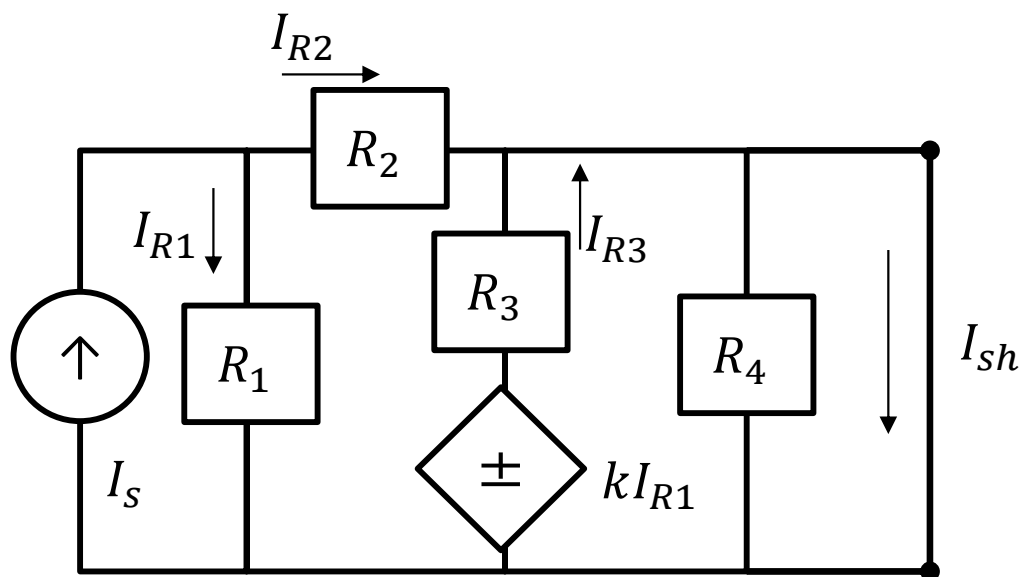 I_{R2}
R_2
I_{R1}
I_{R3}
R_3
R_1
R_4
I_{sh}
±
I_s
kI_{R1}